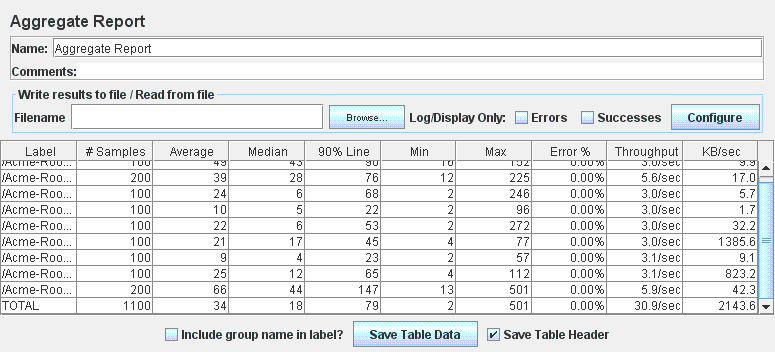 Aggregate Report
Name: Aggregate Report
Comments:
Write results to file / Read from file
Filename Browse... Log/Display Only: Errors Successes Configure
Label # Samples Average Median 90% Line Min Max Error % Throughput KB/sec
/Acme-Roo... 100 49 43 90 16 152 0.00% 3.0/sec 9.9
/Acme-Roo... 200 39 28 76 12 225 0.00% 5.6/sec 17.0
/Acme-Roo... 100 24 6 68 2 246 0.00% 3.0/sec 5.7
/Acme-Roo... 100 10 5 22 2 96 0.00% 3.0/sec 1.7
/Acme-Roo... 100 22 6 53 2 272 0.00% 3.0/sec 32.2
/Acme-Roo... 100 21 17 45 4 77 0.00% 3.0/sec 1385.6
/Acme-Roo... 100 9 4 23 2 57 0.00% 3.1/sec 9.1
/Acme-Roo... 100 25 12 65 4 112 0.00% 3.1/sec 823.2
/Acme-Roo... 200 66 44 147 13 501 0.00% 5.9/sec 42.3
TOTAL 1100 34 18 79 2 501 0.00% 30.9/sec 2143.6
Include group name in label? Save Table Data Save Table Header